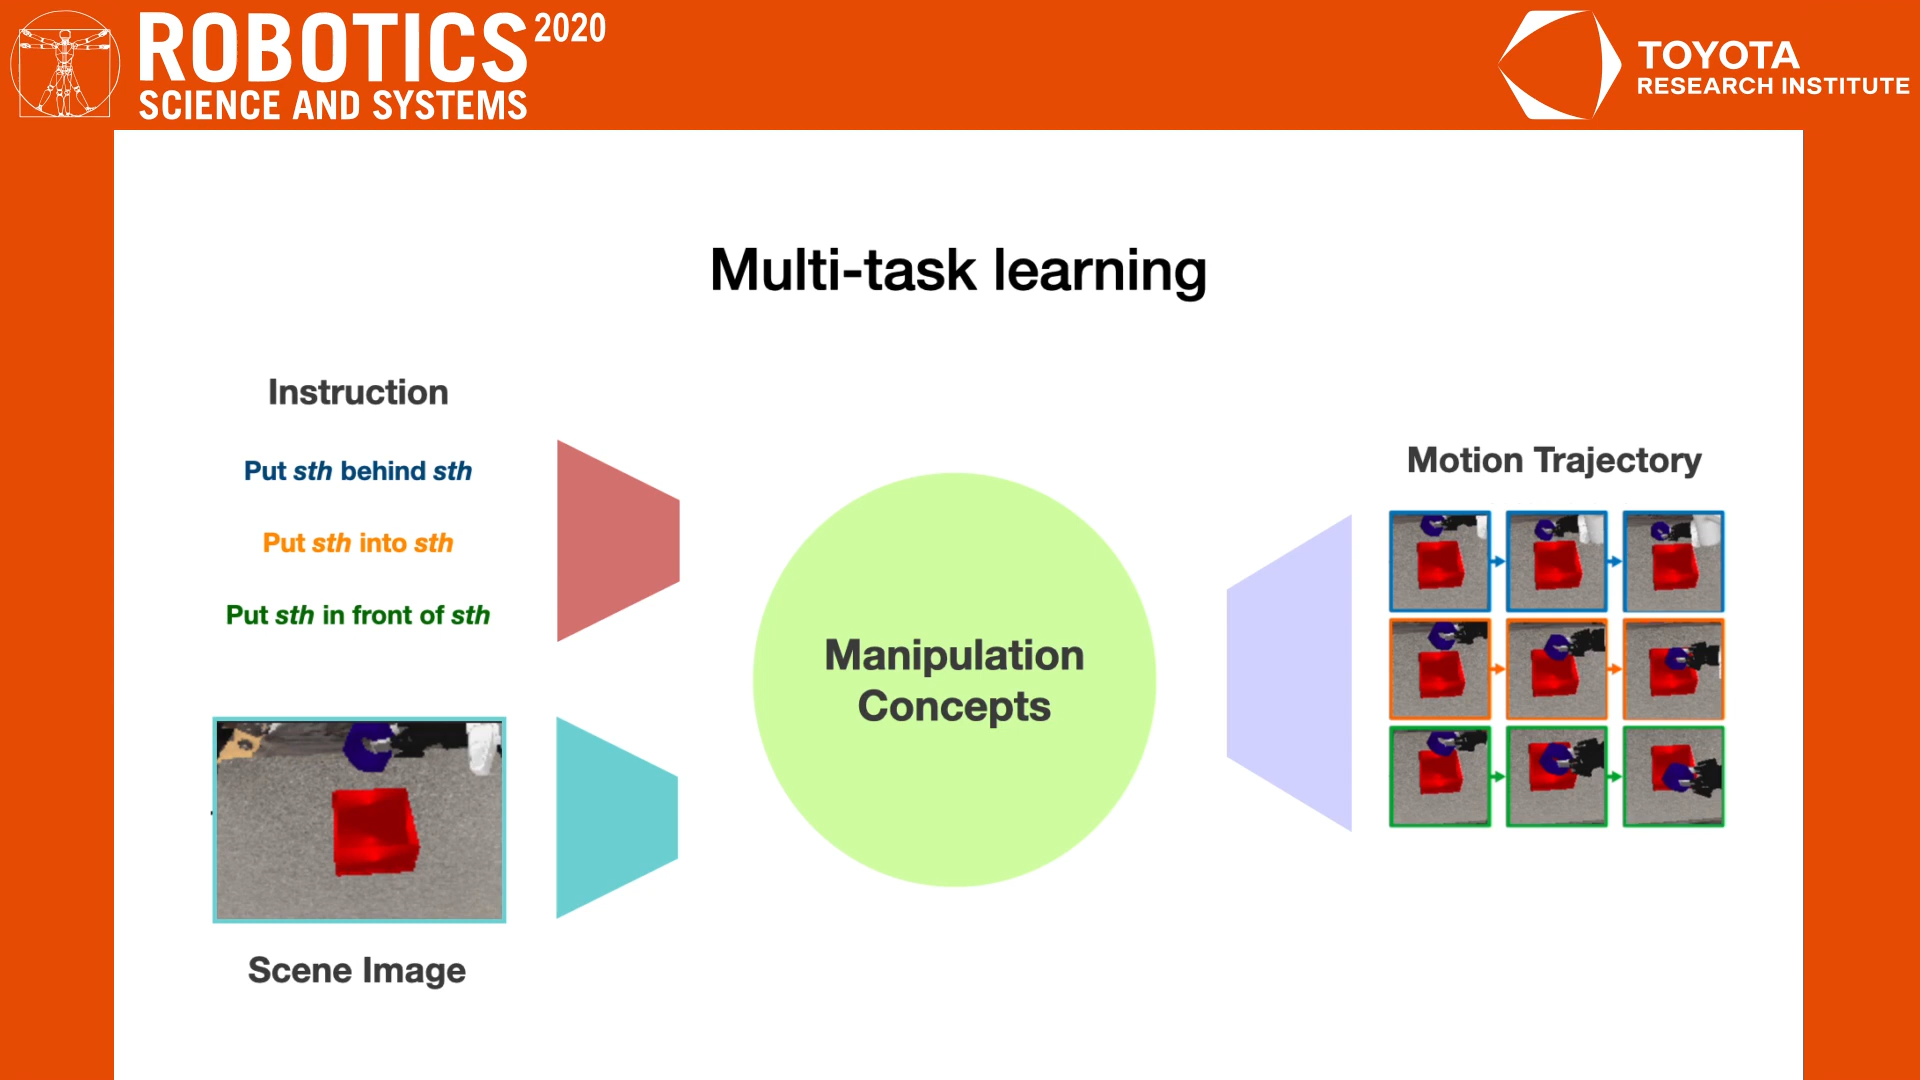 ROBOTICS 2020
SCIENCE AND SYSTEMS
TOYOTA
RESEARCH INSTITUTE
Multi-task learning
Instruction
Put sth behind sth
Put sth into sth
Put sth in front of sth
Scene Image
Manipulation
Concepts
Motion Trajectory